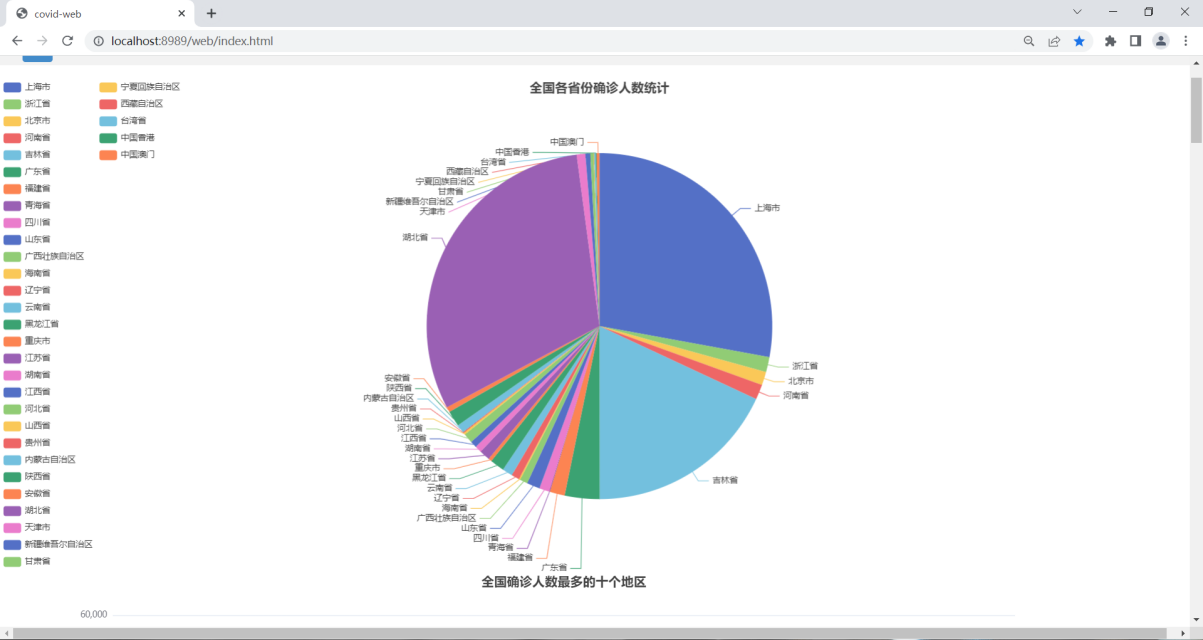 covid-web
localhost:8989/web/index.html
上海市
浙江省
北京市
河南省
吉林省
广东省
福建省
青海省
四川省
山东省
广西壮族自治区
海南省
辽宁省
云南省
黑龙江省
重庆市
江苏省
湖南省
江西省
河北省
山西省
贵州省
内蒙古自治区
陕西省
安徽省
湖北省
天津市
新疆维吾尔自治区
甘肃省
宁夏回族自治区
西藏自治区
台湾省
中国香港
中国澳门
全国各省份确诊人数统计
中国澳门
中国香港
台湾省
西藏自治区
宁夏回族自治区
甘肃省
新疆维吾尔自治区
天津市
湖北省
上海市
浙江省
北京市
河南省
吉林省
安徽省
陕西省
内蒙古自治区
贵州省
山西省
河北省
江西省
湖南省
江苏省
重庆市
黑龙江省
云南省
辽宁省
海南省
广西壮族自治区
山东省
四川省
青海省
福建省
广东省
全国确诊人数最多的十个地区
60,000